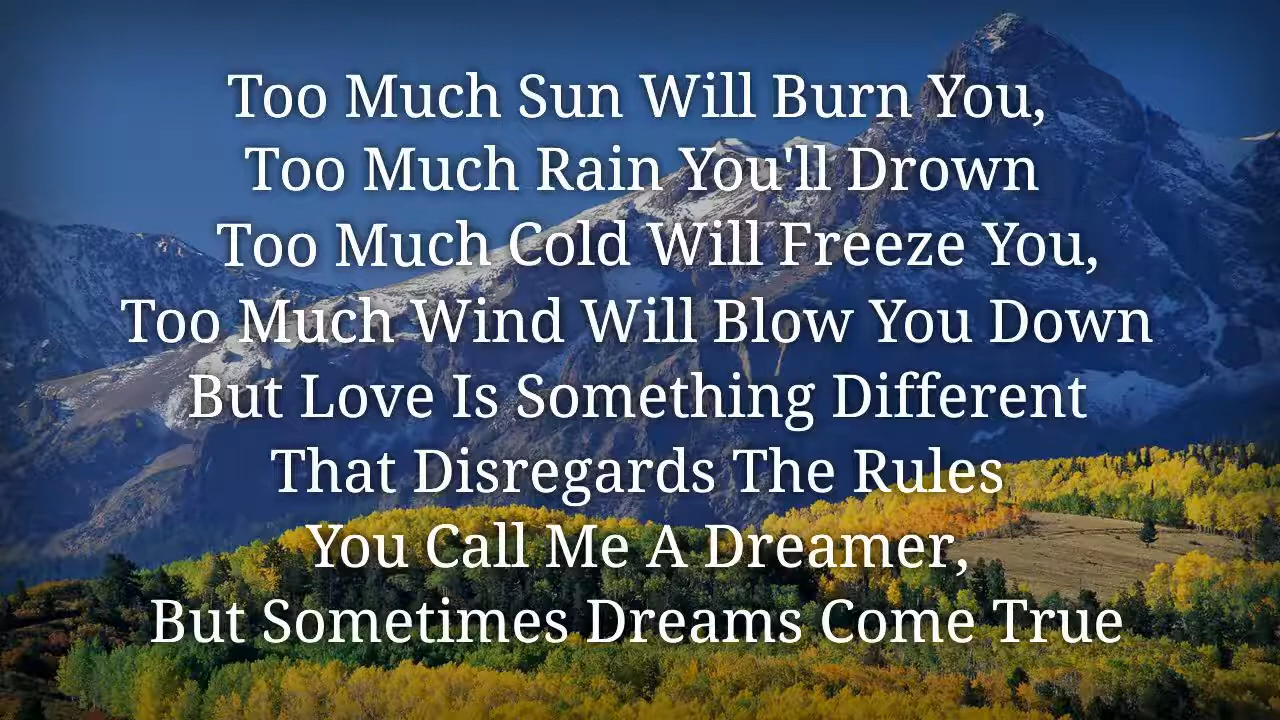 Too Much Sun Will Burn You,
Too Much Rain You'll Drown
Too Much Cold Will Freeze You,
Too Much Wind Will Blow You Down
But Love Is Something Different
That Disregards The Rules
You Call Me A Dreamer,
But Sometimes Dreams Come True